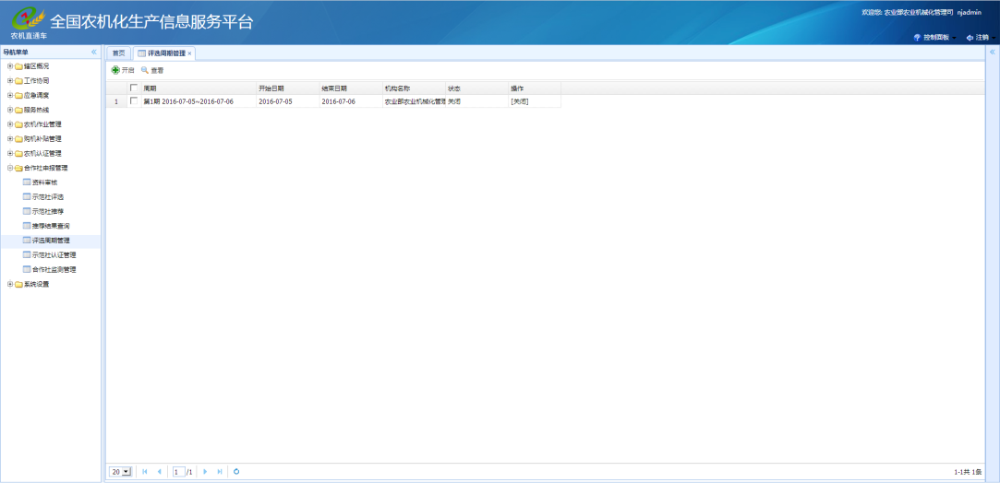 欢迎您: 农业部农业机械化管理司 njadmin
全国农机化生产信息服务平台
农机直通车
控制面板 注销
导航菜单
辖区概况
工作协同
应急调度
服务热线
农机作业管理
购机补贴管理
农机认证管理
合作社申报管理
资料审核
示范社评选
示范社推荐
推荐结果查询
评选周期管理
示范社认证管理
合作社监测管理
系统设置
首页 评选周期管理 ×
开启 查看
周期 开始日期 结束日期 机构名称 状态 操作
1 第1期 2016-07-05~2016-07-06 2016-07-05 2016-07-06 农业部农业机械化管理 关闭 [关闭]
20 1 /1 1-1共 1条